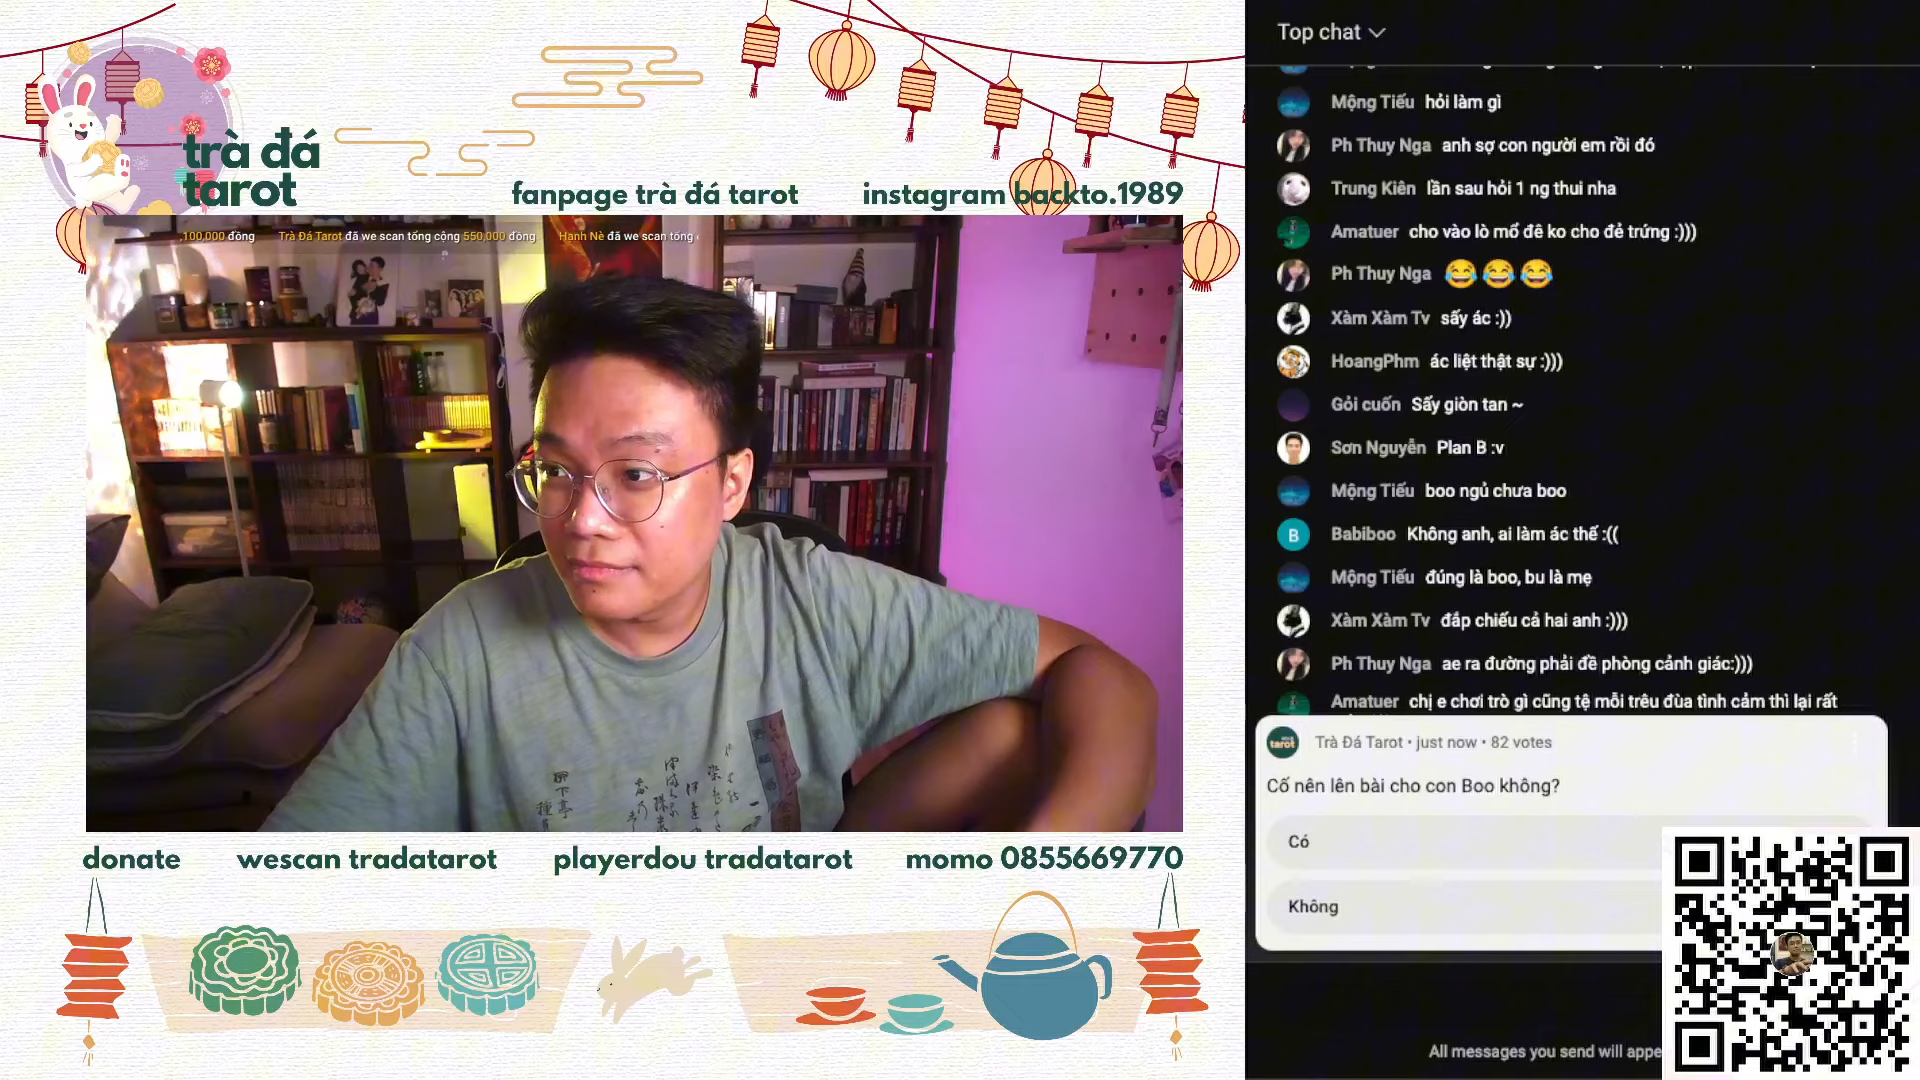 trà đá
tarot
fanpage trà đá tarot
instagram backto.1989
100,000 đồng
Trà Đá Tarot đã we scan tổng cộng 550,000 đồng
Hạnh Nè đã we scan tổng
donate
wescan tradatarot
playerdou tradatarot
momo 0855669770
Top chat
Mộng Tiếu hỏi làm gì
Ph Thuy Nga anh sợ con người em rồi đó
Trung Kiên lần sau hỏi 1 ng thui nha
Amatuer cho vào lò mổ đê ko cho đẻ trứng :)))
Ph Thuy Nga 😂😂😂
Xàm Xàm Tv sấy ác :))
HoangPhm ác liệt thật sự :)))
Gỏi cuốn Sấy giòn tan ~
Sơn Nguyễn Plan B :v
Mộng Tiếu boo ngủ chưa boo
B
Babiboo Không anh, ai làm ác thế :((
Mộng Tiếu đúng là boo, bu là mẹ
Xàm Xàm Tv đắp chiếu cả hai anh :)))
Ph Thuy Nga ae ra đường phải đề phòng cảnh giác:)))
Amatuer chị e chơi trò gì cũng tệ mỗi trêu đùa tình cảm thì lại rất
tarot
Trà Đá Tarot • just now • 82 votes
Cố nên lên bài cho con Boo không?
Có
Không
All messages you send will appe